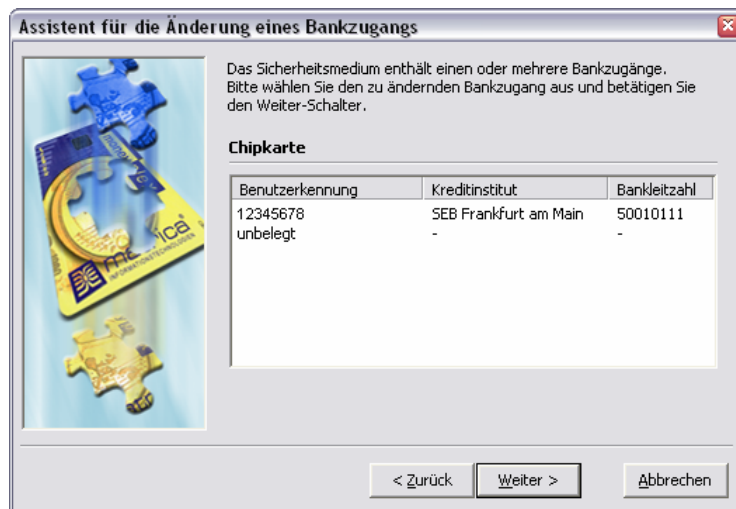 Assistent für die Änderung eines Bankzugangs
Das Sicherheitsmedium enthält einen oder mehrere Bankzugänge.
Bitte wählen Sie den zu ändernden Bankzugang aus und betätigen Sie
den Weiter-Schalter.
Chipkarte
Benutzerkennung Kreditinstitut Bankleitzahl
12345678 SEB Frankfurt am Main 50010111
unbelegt - -
INFORMATIONSTECHNOLOGIEN
< Zurück Weiter > Abbrechen